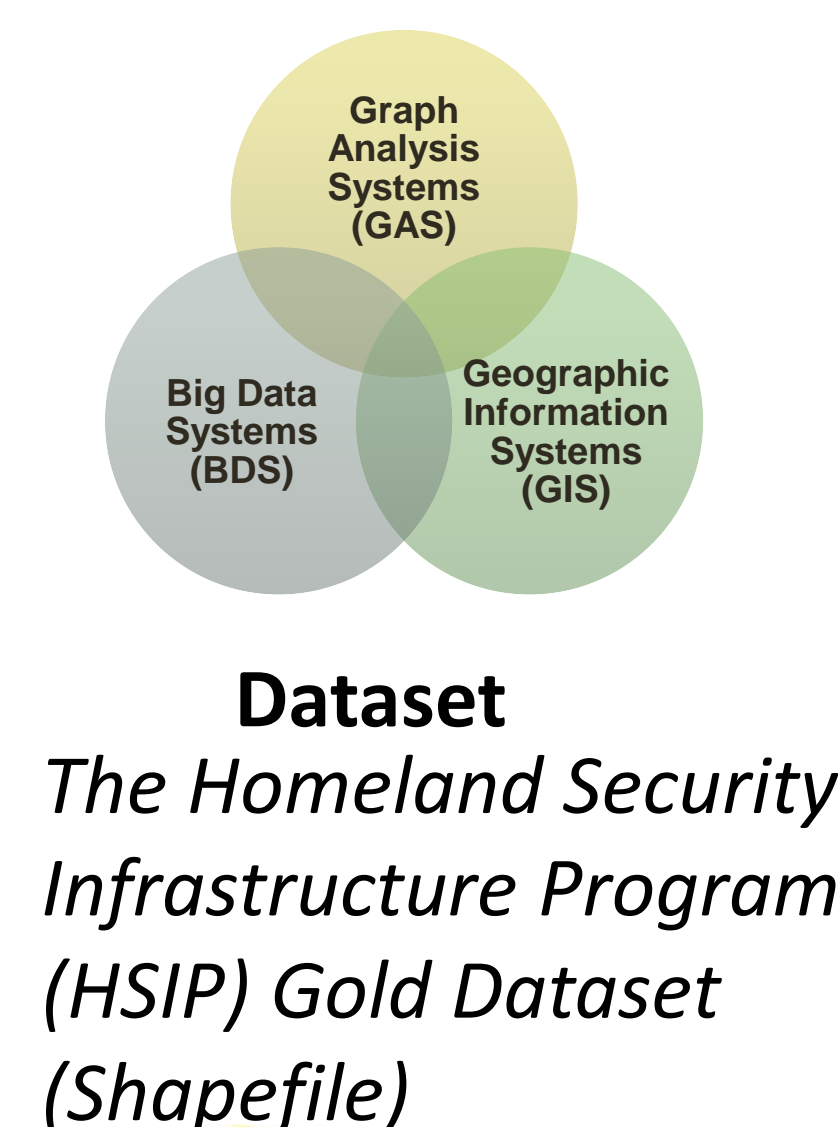 Graph
Analysis
Systems
(GAS)
Big Data
Systems
(BDS)
Geographic
Information
Systems
(GIS)
Dataset
The Homeland Security
Infrastructure Program
(HSIP) Gold Dataset
(Shapefile)